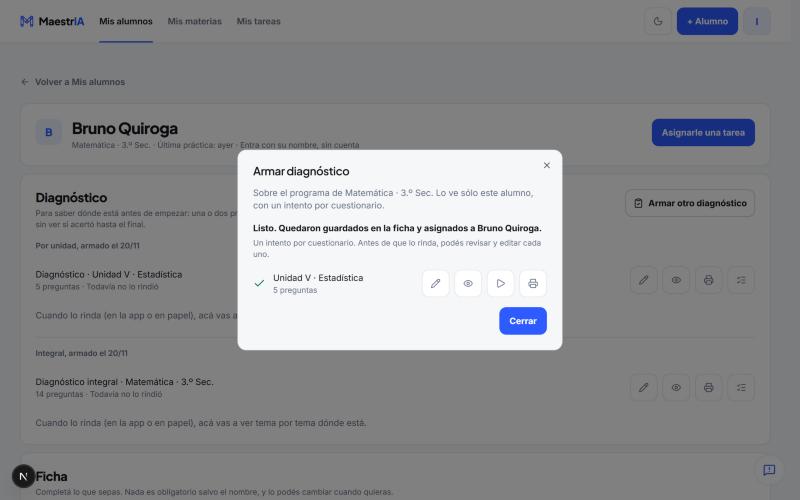 MaestrIA
Mis alumnos
Mis materias
Mis tareas
+ Alumno
I
← Volver a Mis alumnos
B
Bruno Quiroga
Matemática · 3.º Sec. · Última práctica: ayer · Entra con su nombre, sin cuenta
Asignarle una tarea
Diagnóstico
Para saber dónde está antes de empezar: una o dos pr
sin ver si acertó hasta el final.
Armar otro diagnóstico
Por unidad, armado el 20/11
Diagnóstico · Unidad V · Estadística
5 preguntas · Todavía no lo rindió
Cuando lo rinda (en la app o en papel), acá vas a
Integral, armado el 20/11
Diagnóstico integral · Matemática · 3.º Sec.
14 preguntas · Todavía no lo rindió
Cuando lo rinda (en la app o en papel), acá vas a ver tema por tema dónde está.
Ficha
Completá lo que sepas. Nada es obligatorio salvo el nombre, y lo podés cambiar cuando quieras.
N
Armar diagnóstico
Sobre el programa de Matemática · 3.º Sec. Lo ve sólo este alumno,
con un intento por cuestionario.
Listo. Quedaron guardados en la ficha y asignados a Bruno Quiroga.
Un intento por cuestionario. Antes de que lo rinda, podés revisar y editar cada
uno.
Unidad V · Estadística
5 preguntas
Cerrar